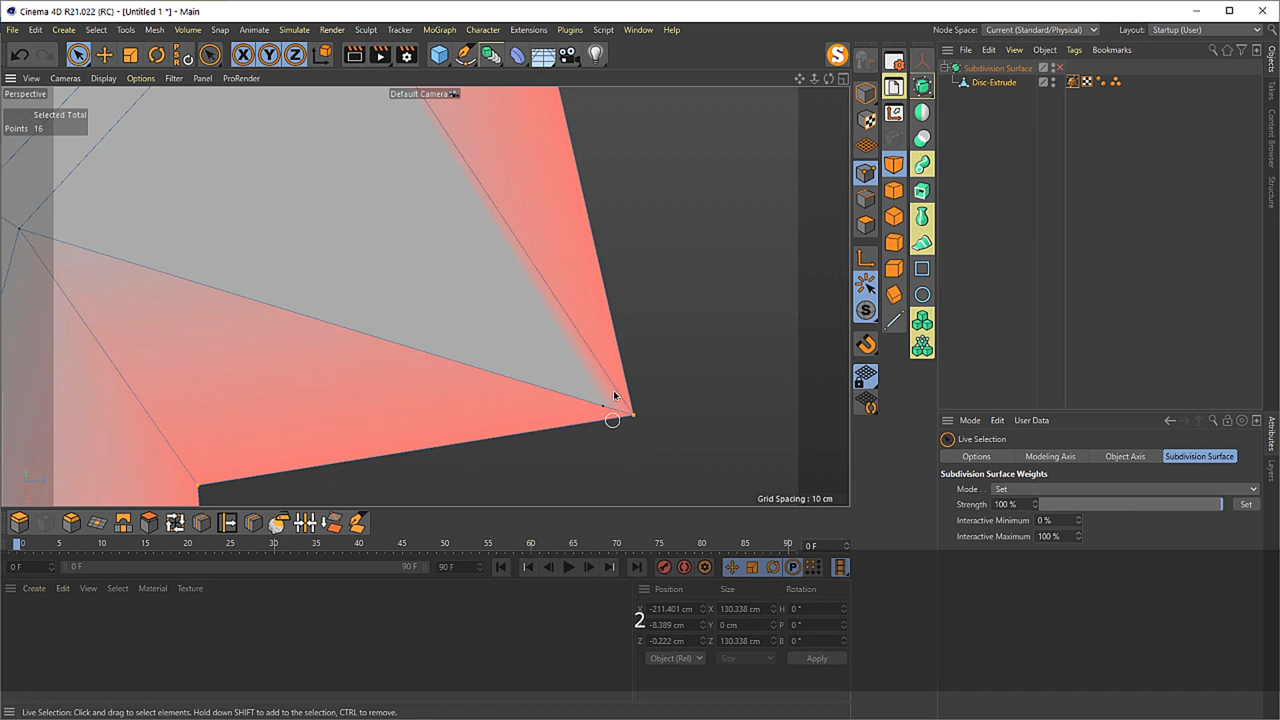 Cinema 4D R21.022 (RC) - [Untitled 1 *] - Main
File Edit Create Select Tools Mesh Volume Snap Animate Simulate Render Sculpt Tracker MoGraph Character Extensions Plugins Script Window Help
Node Space: Current (Standard/Physical) Layout: Startup (User)
X Y Z
File Edit View Object Tags Bookmarks
View Cameras Display Options Filter Panel ProRender
Subdivision Surface
Disc-Extrude
Perspective
Default Camera
Selected Total
Points 16
Objects
Takes
Content Browser
Structure
Grid Spacing : 10 cm
Mode Edit User Data
Live Selection
Options Modeling Axis Object Axis Subdivision Surface
Subdivision Surface Weights
Mode . . Set
Strength 100 % Set
Interactive Minimum 0 %
Interactive Maximum 100 %
Attributes
Layers
0 5 10 15 20 25 30 35 40 45 50 55 60 65 70 75 80 85 90 0 F
0 F 0 F 90 F 90 F
Create Edit View Select Material Texture
Position Size Rotation
X -211.401 cm X 130.338 cm H 0 °
-8.389 cm Y 0 cm P 0 °
Z -0.222 cm Z 130.338 cm B 0 °
Object (Rel) Size Apply
2
Live Selection: Click and drag to select elements. Hold down SHIFT to add to the selection, CTRL to remove.